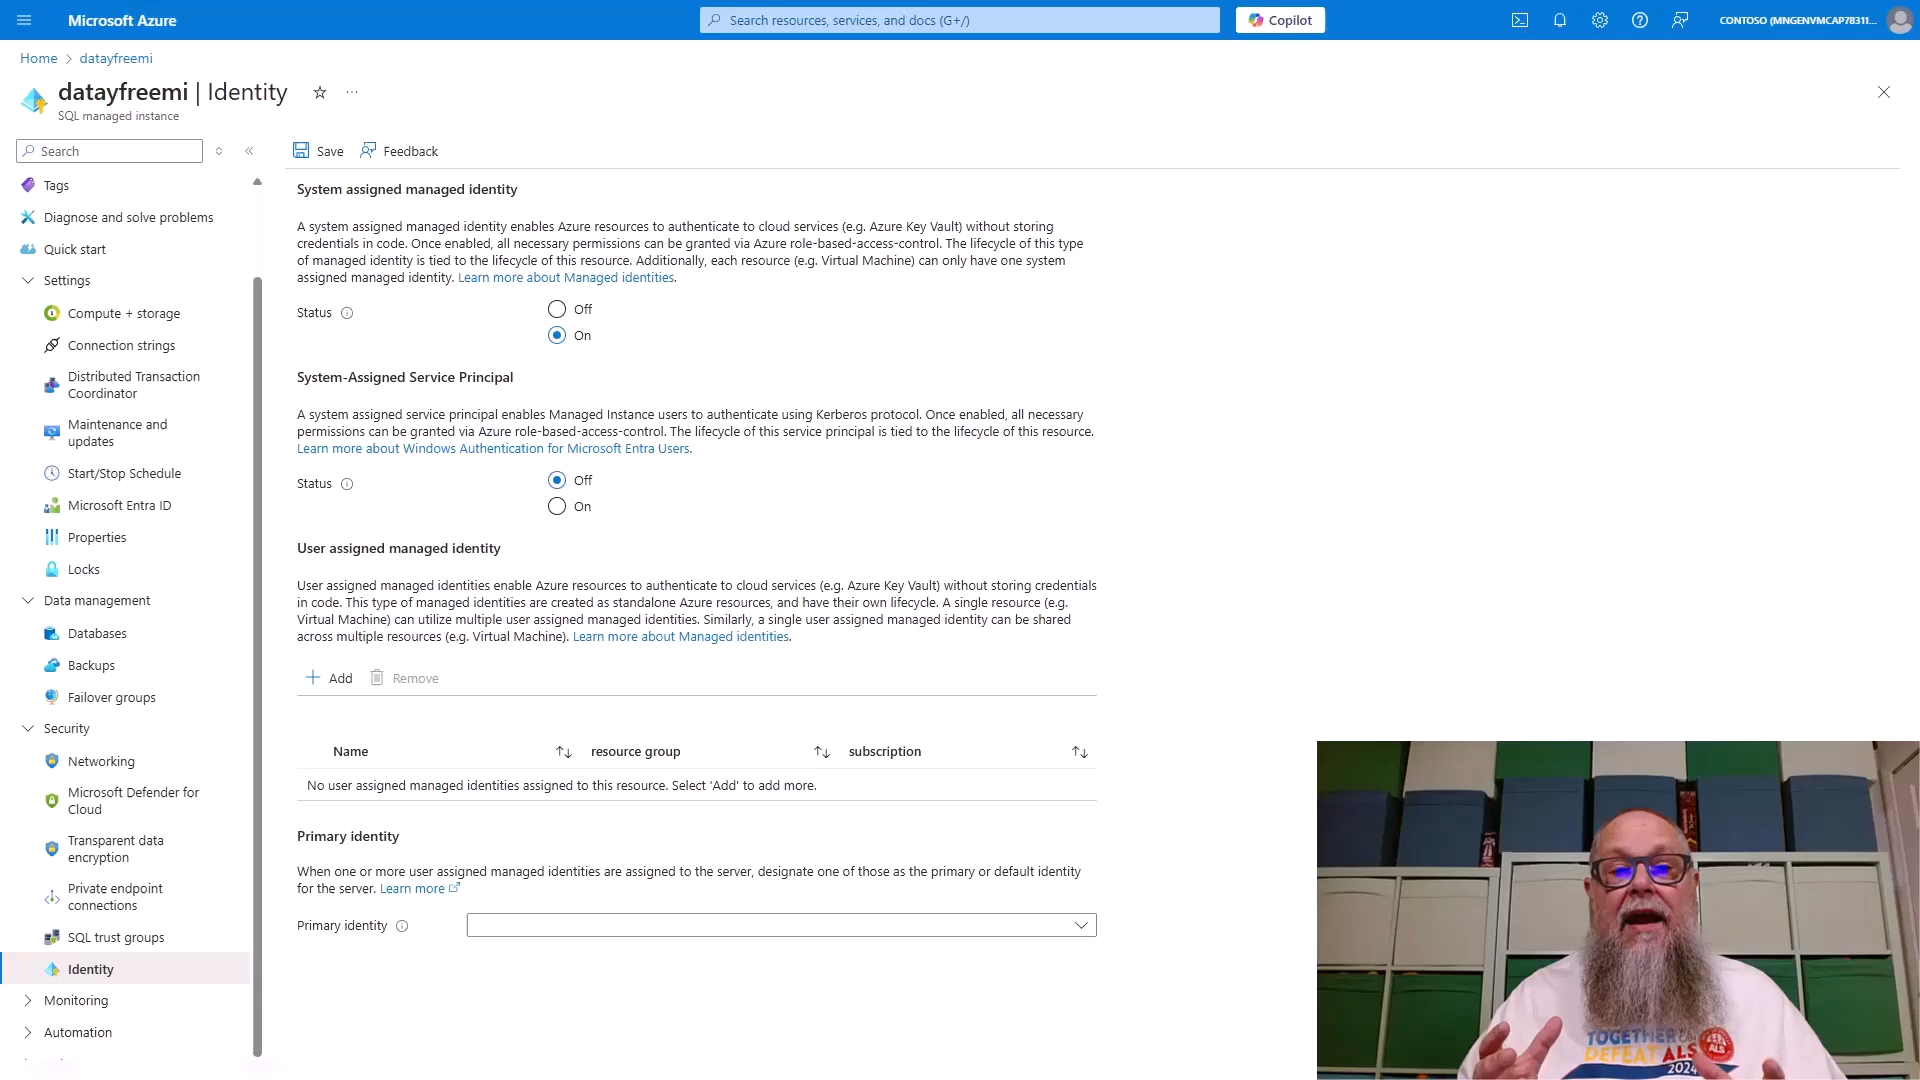 Microsoft Azure
Search resources, services, and docs (G+/)
Copilot
CONTOSO (MNGENVMCAP78311...
Home > datayfreemi
datayfreemi | Identity
SQL managed instance
Search
Tags
Diagnose and solve problems
Quick start
Settings
Compute + storage
Connection strings
Distributed Transaction
Coordinator
Maintenance and
updates
Start/Stop Schedule
Microsoft Entra ID
Properties
Locks
Data management
Databases
Backups
Failover groups
Security
Networking
Microsoft Defender for
Cloud
Transparent data
encryption
Private endpoint
connections
SQL trust groups
Identity
Monitoring
Automation
Save
Feedback
System assigned managed identity
A system assigned managed identity enables Azure resources to authenticate to cloud services (e.g. Azure Key Vault) without storing
credentials in code. Once enabled, all necessary permissions can be granted via Azure role-based-access-control. The lifecycle of this type
of managed identity is tied to the lifecycle of this resource. Additionally, each resource (e.g. Virtual Machine) can only have one system
assigned managed identity. Learn more about Managed identities.
Status
Off
On
System-Assigned Service Principal
A system assigned service principal enables Managed Instance users to authenticate using Kerberos protocol. Once enabled, all necessary
permissions can be granted via Azure role-based-access-control. The lifecycle of this service principal is tied to the lifecycle of this resource.
Learn more about Windows Authentication for Microsoft Entra Users.
Status
Off
On
User assigned managed identity
User assigned managed identities enable Azure resources to authenticate to cloud services (e.g. Azure Key Vault) without storing credentials
in code. This type of managed identities are created as standalone Azure resources, and have their own lifecycle. A single resource (e.g.
Virtual Machine) can utilize multiple user assigned managed identities. Similarly, a single user assigned managed identity can be shared
across multiple resources (e.g. Virtual Machine). Learn more about Managed identities.
Add
Remove
Name
resource group
subscription
No user assigned managed identities assigned to this resource. Select 'Add' to add more.
Primary identity
When one or more user assigned managed identities are assigned to the server, designate one of those as the primary or default identity
for the server. Learn more
Primary identity
TOGETHER
DEFEAT ALS
2024
ALS